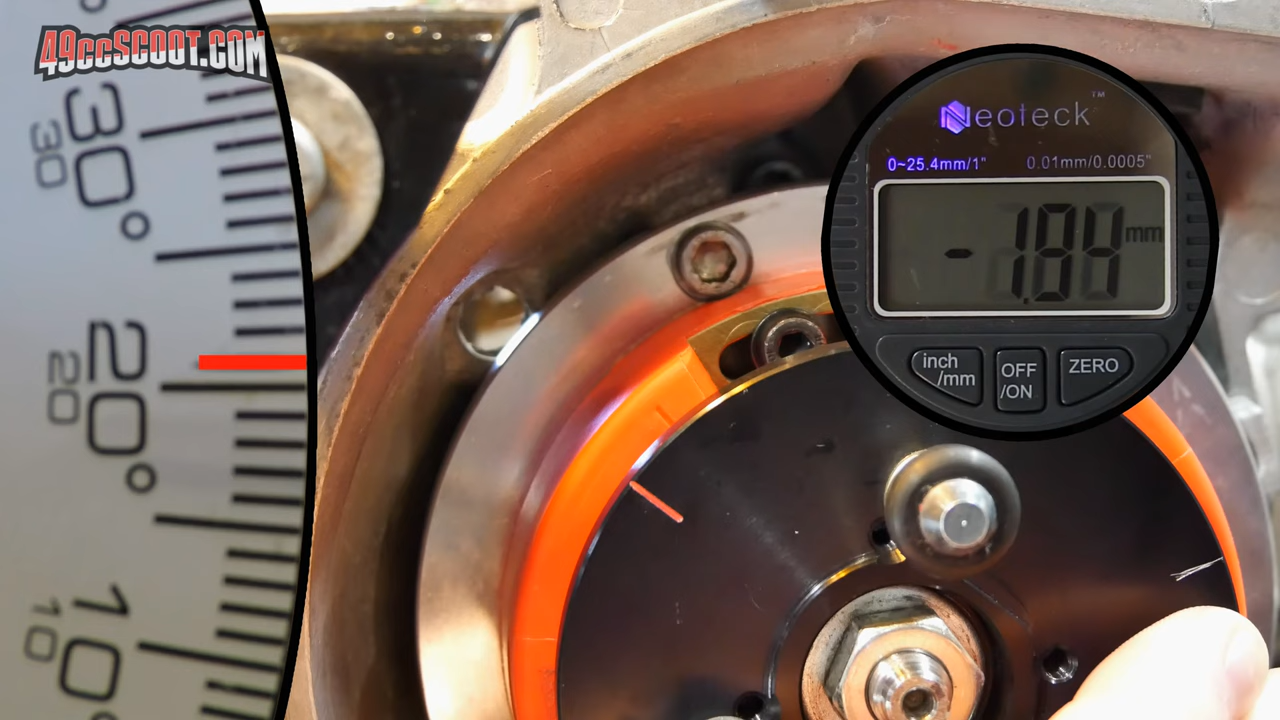 49ccSCOOT.COM
30
30°
20
20°
10
10°
Neoteck™
0~25.4mm/1" 0.01mm/0.0005"
-1.84 mm
inch/mm
OFF/ON
ZERO